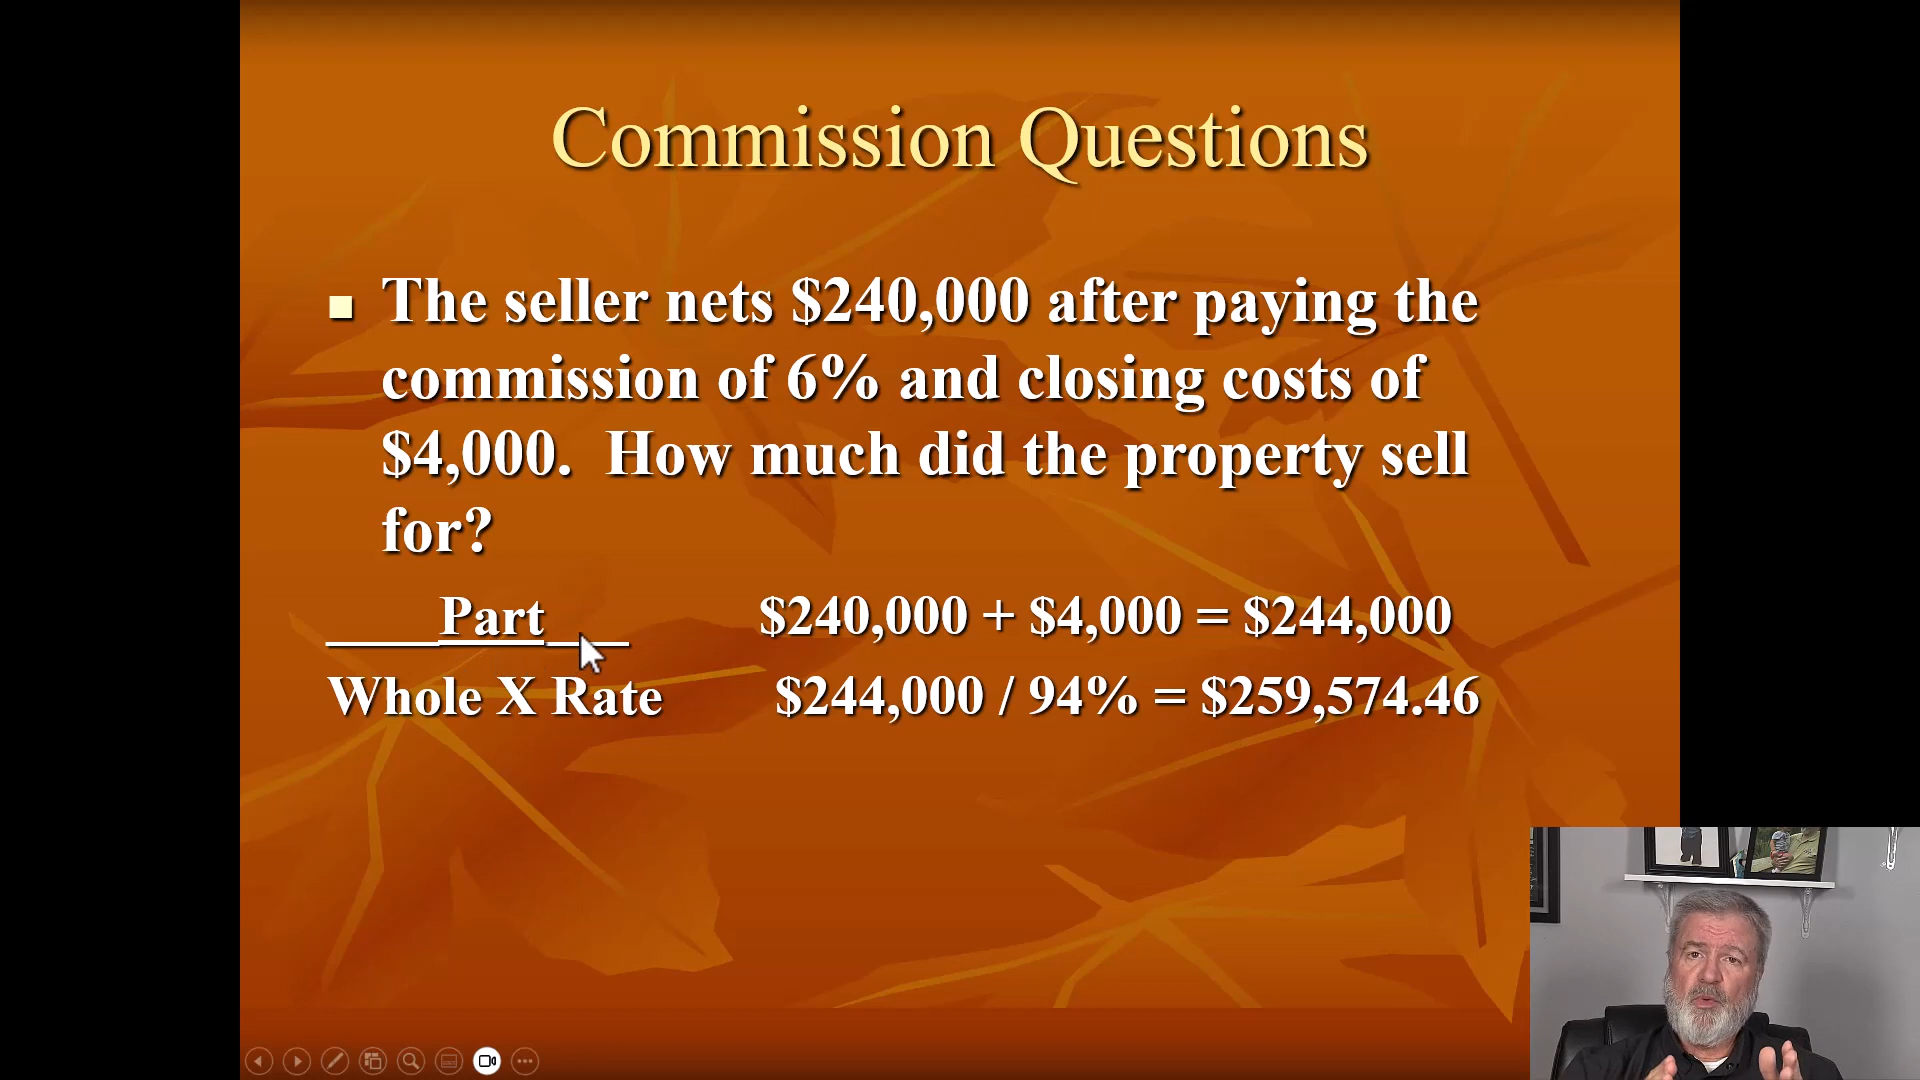 Commission Questions
The seller nets $240,000 after paying the
commission of 6% and closing costs of
$4,000. How much did the property sell
for?
Part $240,000 + $4,000 = $244,000
Whole X Rate $244,000 / 94% = $259,574.46